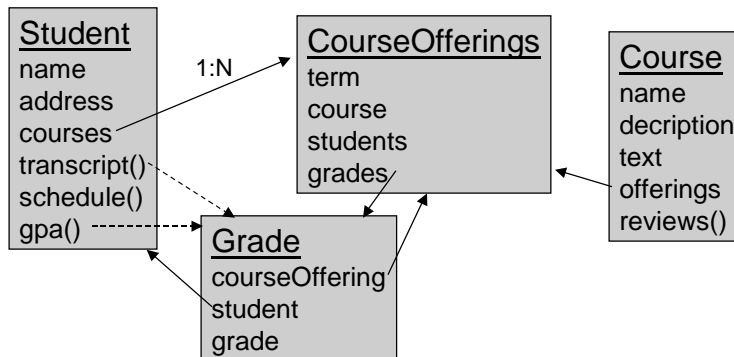 Student
name
address
courses
transcript()
schedule()
gpa()
1:N
CourseOfferings
term
course
students
grades
Course
name
decription
text
offerings
reviews()
Grade
courseOffering
student
grade